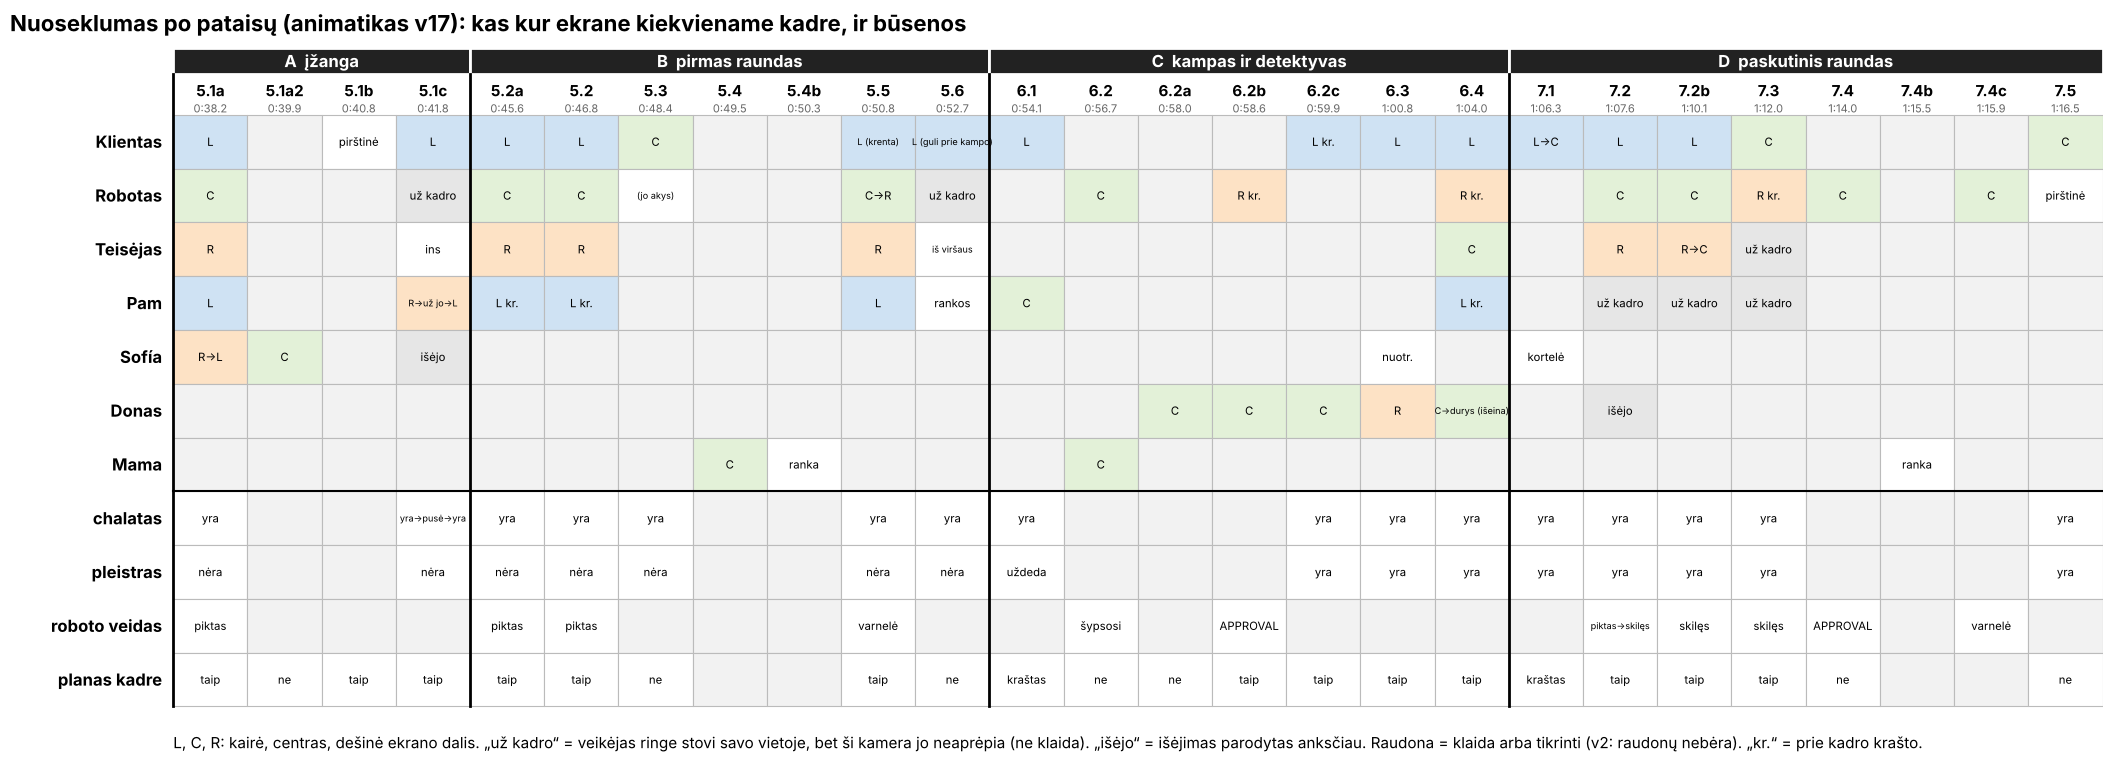 Nuoseklumas po pataisų (animatikas v17): kas kur ekrane kiekviename kadre, ir būsenos
A įžanga B pirmas raundas C kampas ir detektyvas D paskutinis raundas
5.1a 5.1a2 5.1b 5.1c 5.2a 5.2 5.3 5.4 5.4b 5.5 5.6 6.1 6.2 6.2a 6.2b 6.2c 6.3 6.4 7.1 7.2 7.2b 7.3 7.4 7.4b 7.4c 7.5
0:38.2 0:39.9 0:40.8 0:41.8 0:45.6 0:46.8 0:48.4 0:49.5 0:50.3 0:50.8 0:52.7 0:54.1 0:56.7 0:58.0 0:58.6 0:59.9 1:00.8 1:04.0 1:06.3 1:07.6 1:10.1 1:12.0 1:14.0 1:15.5 1:15.9 1:16.5
Klientas L pirštinė L L L C L (krenta) L (guli prie kampo) L L kr. L L L→C L L C C
Robotas C už kadro C C (jo akys) C→R už kadro C R kr. R kr. C C R kr. C C pirštinė
Teisėjas R ins R R R iš viršaus C R R→C už kadro
Pam L R→už jo→L L kr. L kr. L rankos C L kr. už kadro už kadro už kadro
Sofía R→L C išėjo nuotr. kortelė
Donas C C C R C→durys (išeina) išėjo
Mama C ranka C ranka
chalatas yra yra→pusė→yra yra yra yra yra yra yra yra yra yra yra yra yra yra yra
pleistras nėra nėra nėra nėra nėra nėra nėra uždeda yra yra yra yra yra yra yra yra
roboto veidas piktas piktas piktas varnelė šypsosi APPROVAL piktas→skilęs skilęs skilęs APPROVAL varnelė
planas kadre taip ne taip taip taip taip ne taip ne kraštas ne ne taip taip taip taip kraštas taip taip taip ne ne
L, C, R: kairė, centras, dešinė ekrano dalis. „už kadro“ = veikėjas ringe stovi savo vietoje, bet ši kamera jo neaprėpia (ne klaida). „išėjo“ = išėjimas parodytas anksčiau. Raudona = klaida arba tikrinti (v2: raudonų nebėra). „kr.“ = prie kadro krašto.